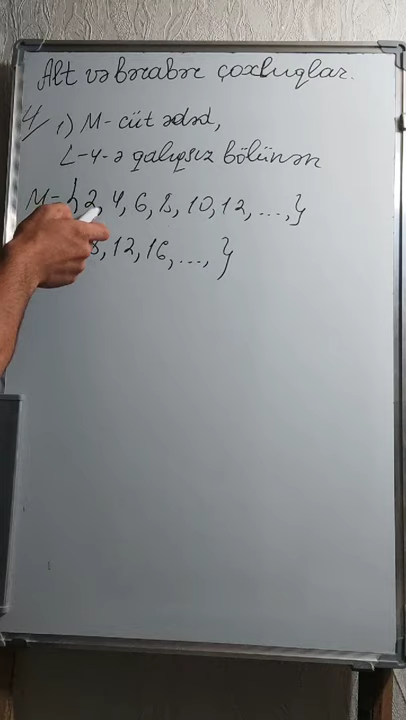 Alt və bərabər çoxluqlar.
4/ 1) M- cüt ədəd,
L-4-ə qalıqsız bölünən
M={2, 4, 6, 8, 10, 12, ...,}
8, 12, 16, ..., }